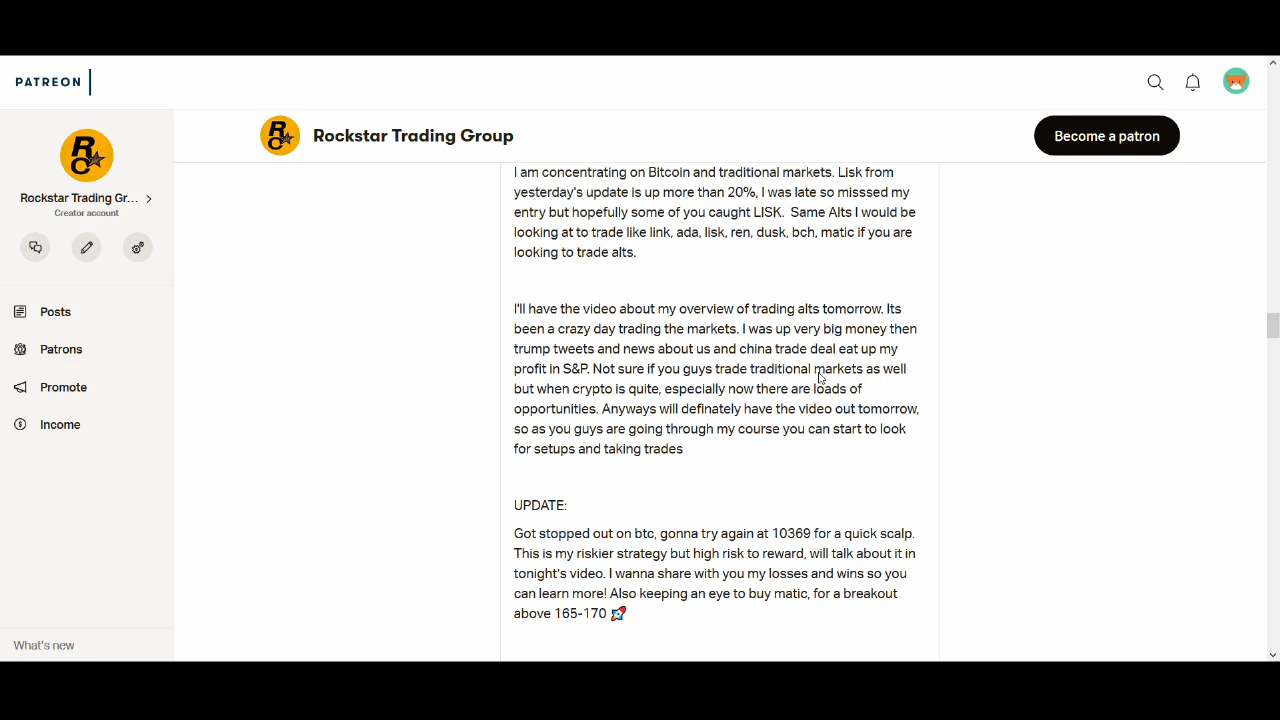 PATREON
Rockstar Trading Group
Become a patron
Rockstar Trading Gr...
Creator account
Posts
Patrons
Promote
Income
What's new
I am concentrating on Bitcoin and traditional markets. Lisk from
yesterday's update is up more than 20%, I was late so misssed my
entry but hopefully some of you caught LISK. Same Alts I would be
looking at to trade like link, ada, lisk, ren, dusk, bch, matic if you are
looking to trade alts.
I'll have the video about my overview of trading alts tomorrow. Its
been a crazy day trading the markets. I was up very big money then
trump tweets and news about us and china trade deal eat up my
profit in S&P. Not sure if you guys trade traditional markets as well
but when crypto is quite, especially now there are loads of
opportunities. Anyways will definately have the video out tomorrow,
so as you guys are going through my course you can start to look
for setups and taking trades
UPDATE:
Got stopped out on btc, gonna try again at 10369 for a quick scalp.
This is my riskier strategy but high risk to reward, will talk about it in
tonight's video. I wanna share with you my losses and wins so you
can learn more! Also keeping an eye to buy matic, for a breakout
above 165-170 🚀